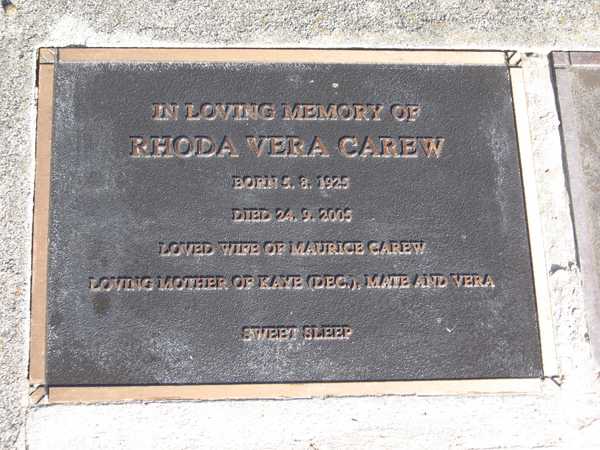 IN LOVING MEMORY OF
RHODA VERA CAREW
BORN 5. 8. 1925
DIED 24. 9. 2005
LOVED WIFE OF MAURICE CAREW
LOVING MOTHER OF KAYE (DEC.), MATE AND VERA
SWEET SLEEP